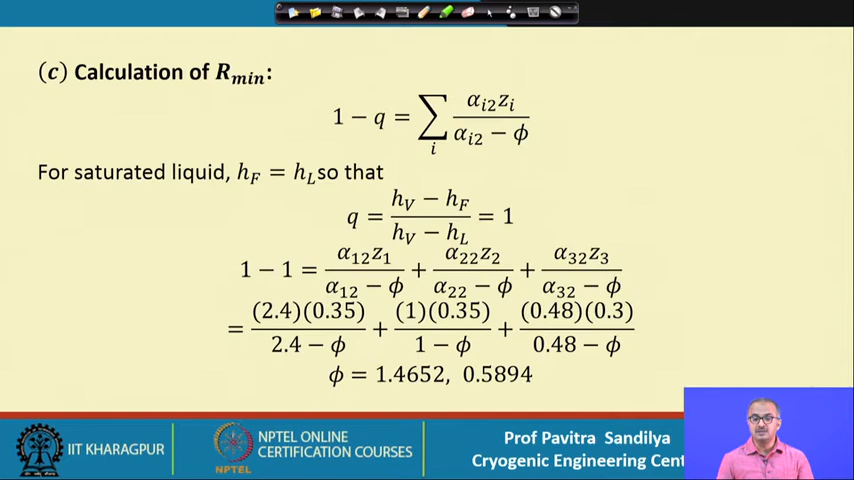 (c) Calculation of R_min:
1 − q = ∑_i α_i2 z_i / (α_i2 − ϕ)
For saturated liquid, h_F = h_L so that
q = (h_V − h_F) / (h_V − h_L) = 1
1 − 1 = α_12 z_1 / (α_12 − ϕ) + α_22 z_2 / (α_22 − ϕ) + α_32 z_3 / (α_32 − ϕ)
= (2.4)(0.35) / (2.4 − ϕ) + (1)(0.35) / (1 − ϕ) + (0.48)(0.3) / (0.48 − ϕ)
ϕ = 1.4652, 0.5894
IIT KHARAGPUR
NPTEL
NPTEL ONLINE
CERTIFICATION COURSES
Prof Pavitra Sandilya
Cryogenic Engineering Cent